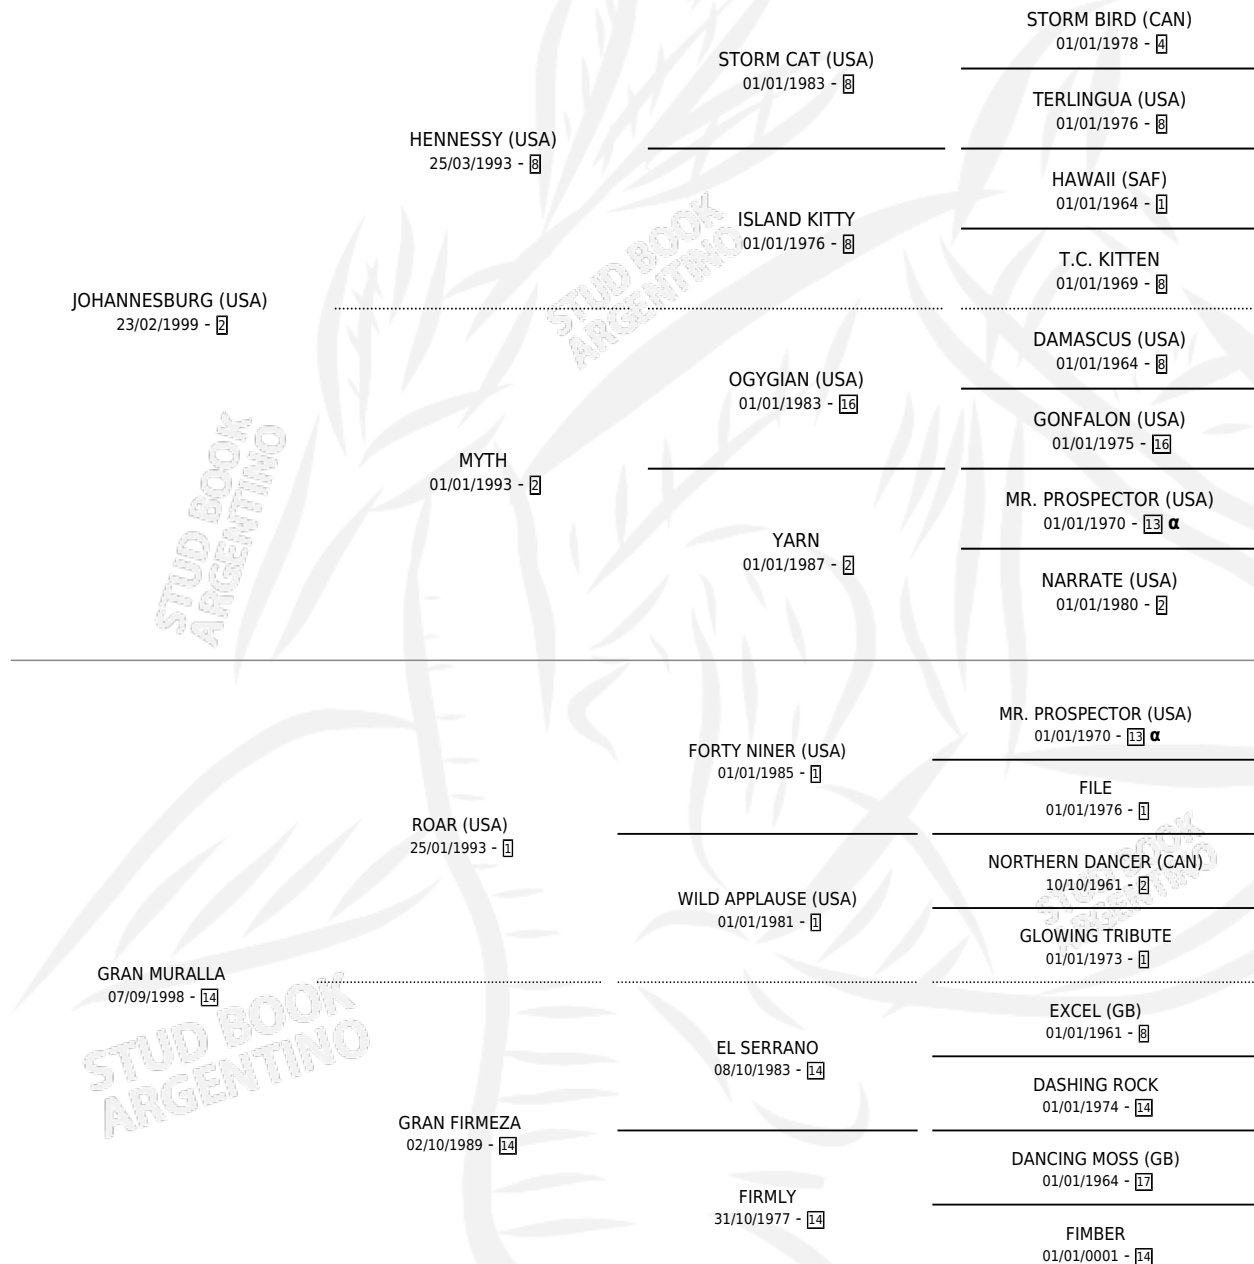 STORM BIRD (CAN)
01/01/1978 - 4
STORM CAT (USA)
01/01/1983 - 8
TERLINGUA (USA)
01/01/1976 - 8
HENNESSY (USA)
25/03/1993 - 8
HAWAII (SAF)
01/01/1964 - 1
ISLAND KITTY
01/01/1976 - 8
T.C. KITTEN
01/01/1969 - 8
JOHANNESBURG (USA)
23/02/1999 - 2
DAMASCUS (USA)
01/01/1964 - 8
OGYGIAN (USA)
01/01/1983 - 16
GONFALON (USA)
01/01/1975 - 16
MYTH
01/01/1993 - 2
MR. PROSPECTOR (USA)
01/01/1970 - 13 α
YARN
01/01/1987 - 2
NARRATE (USA)
01/01/1980 - 2
STUD BOOK
ARGENTINO
STUD BOOK
ARGENTINO
MR. PROSPECTOR (USA)
01/01/1970 - 13 α
FORTY NINER (USA)
01/01/1985 - 1
FILE
01/01/1976 - 1
ROAR (USA)
25/01/1993 - 1
NORTHERN DANCER (CAN)
10/10/1961 - 2
WILD APPLAUSE (USA)
01/01/1981 - 1
GLOWING TRIBUTE
01/01/1973 - 1
GRAN MURALLA
07/09/1998 - 14
EXCEL (GB)
01/01/1961 - 8
EL SERRANO
08/10/1983 - 14
DASHING ROCK
01/01/1974 - 14
GRAN FIRMEZA
02/10/1989 - 14
DANCING MOSS (GB)
01/01/1964 - 17
FIRMLY
31/10/1977 - 14
FIMBER
01/01/0001 - 14
STUD BOOK
ARGENTINO
STUD BOOK
ARGENTINO